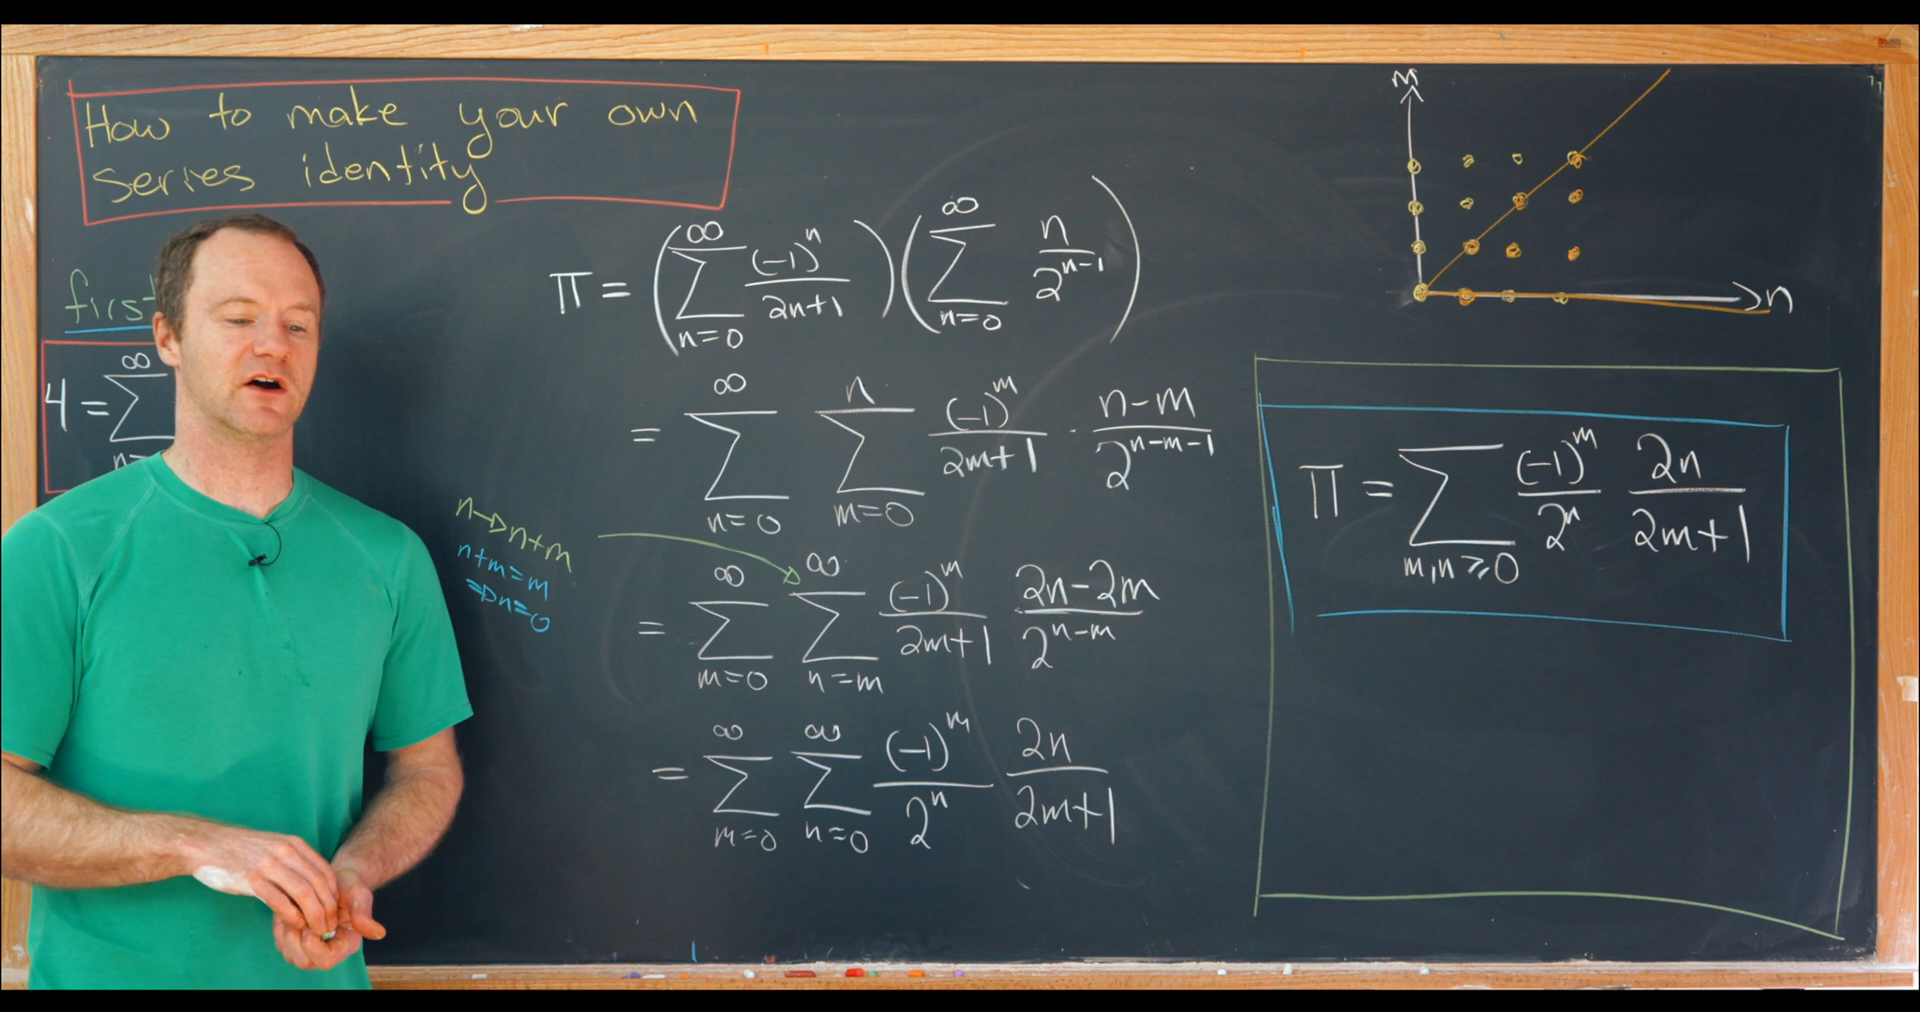 How to make your own
series identity
first
4 = ∞ ∑ n=
π = (∞ ∑ n=0 (-1)^n / 2n+1)(∞ ∑ n=0 n / 2^(n-1))
= ∞ ∑ n=0 n ∑ m=0 (-1)^m / 2m+1 · n-m / 2^(n-m-1)
n→n+m
n+m=m
⇒n=0
= ∞ ∑ m=0 ∞ ∑ n=m (-1)^m / 2m+1 2n-2m / 2^(n-m)
= ∞ ∑ m=0 ∞ ∑ n=0 (-1)^m / 2^n 2n / 2m+1
m
n
π = ∑ m,n≥0 (-1)^m / 2^n 2n / 2m+1